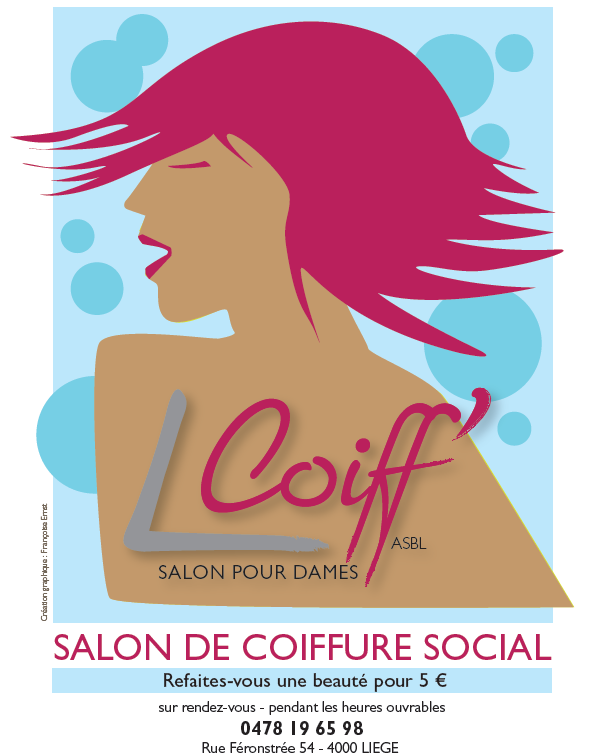 L Coiff'
ASBL
SALON POUR DAMES
Création graphique : Françoise Ernst
SALON DE COIFFURE SOCIAL
Refaites-vous une beauté pour 5 €
sur rendez-vous - pendant les heures ouvrables
0478 19 65 98
Rue Féronstrée 54 - 4000 LIEGE